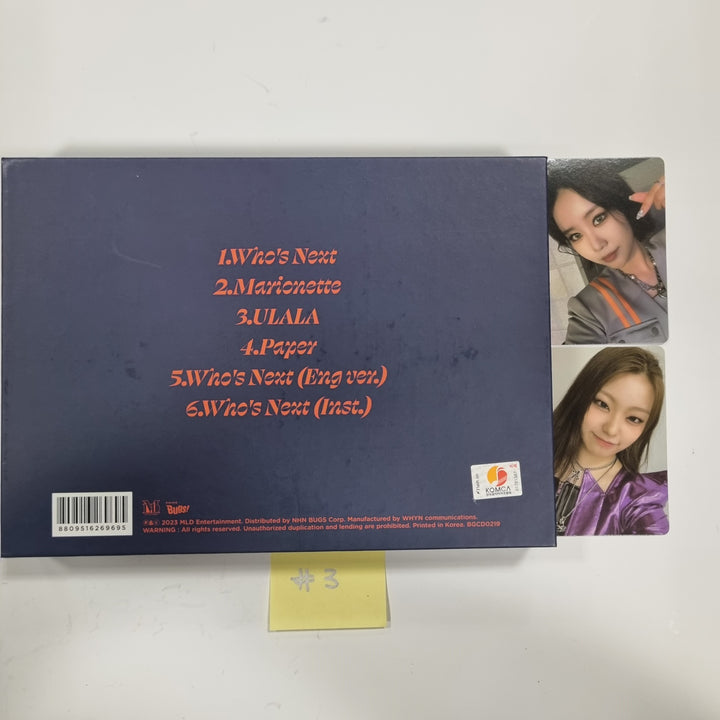 1.Who's Next
2.Marionette
3.ULALA
4.Paper
5.Who's Next (Eng ver.)
6.Who's Next (Inst.)
KOMCA
8809516269695
BUGS!
℗&© 2023 MLD Entertainment. Distributed by NHN BUGS Corp. Manufactured by WHYN communications.
WARNING : All rights reserved. Unauthorized duplication and lending are prohibited. Printed in Korea. BGCD0219
#3